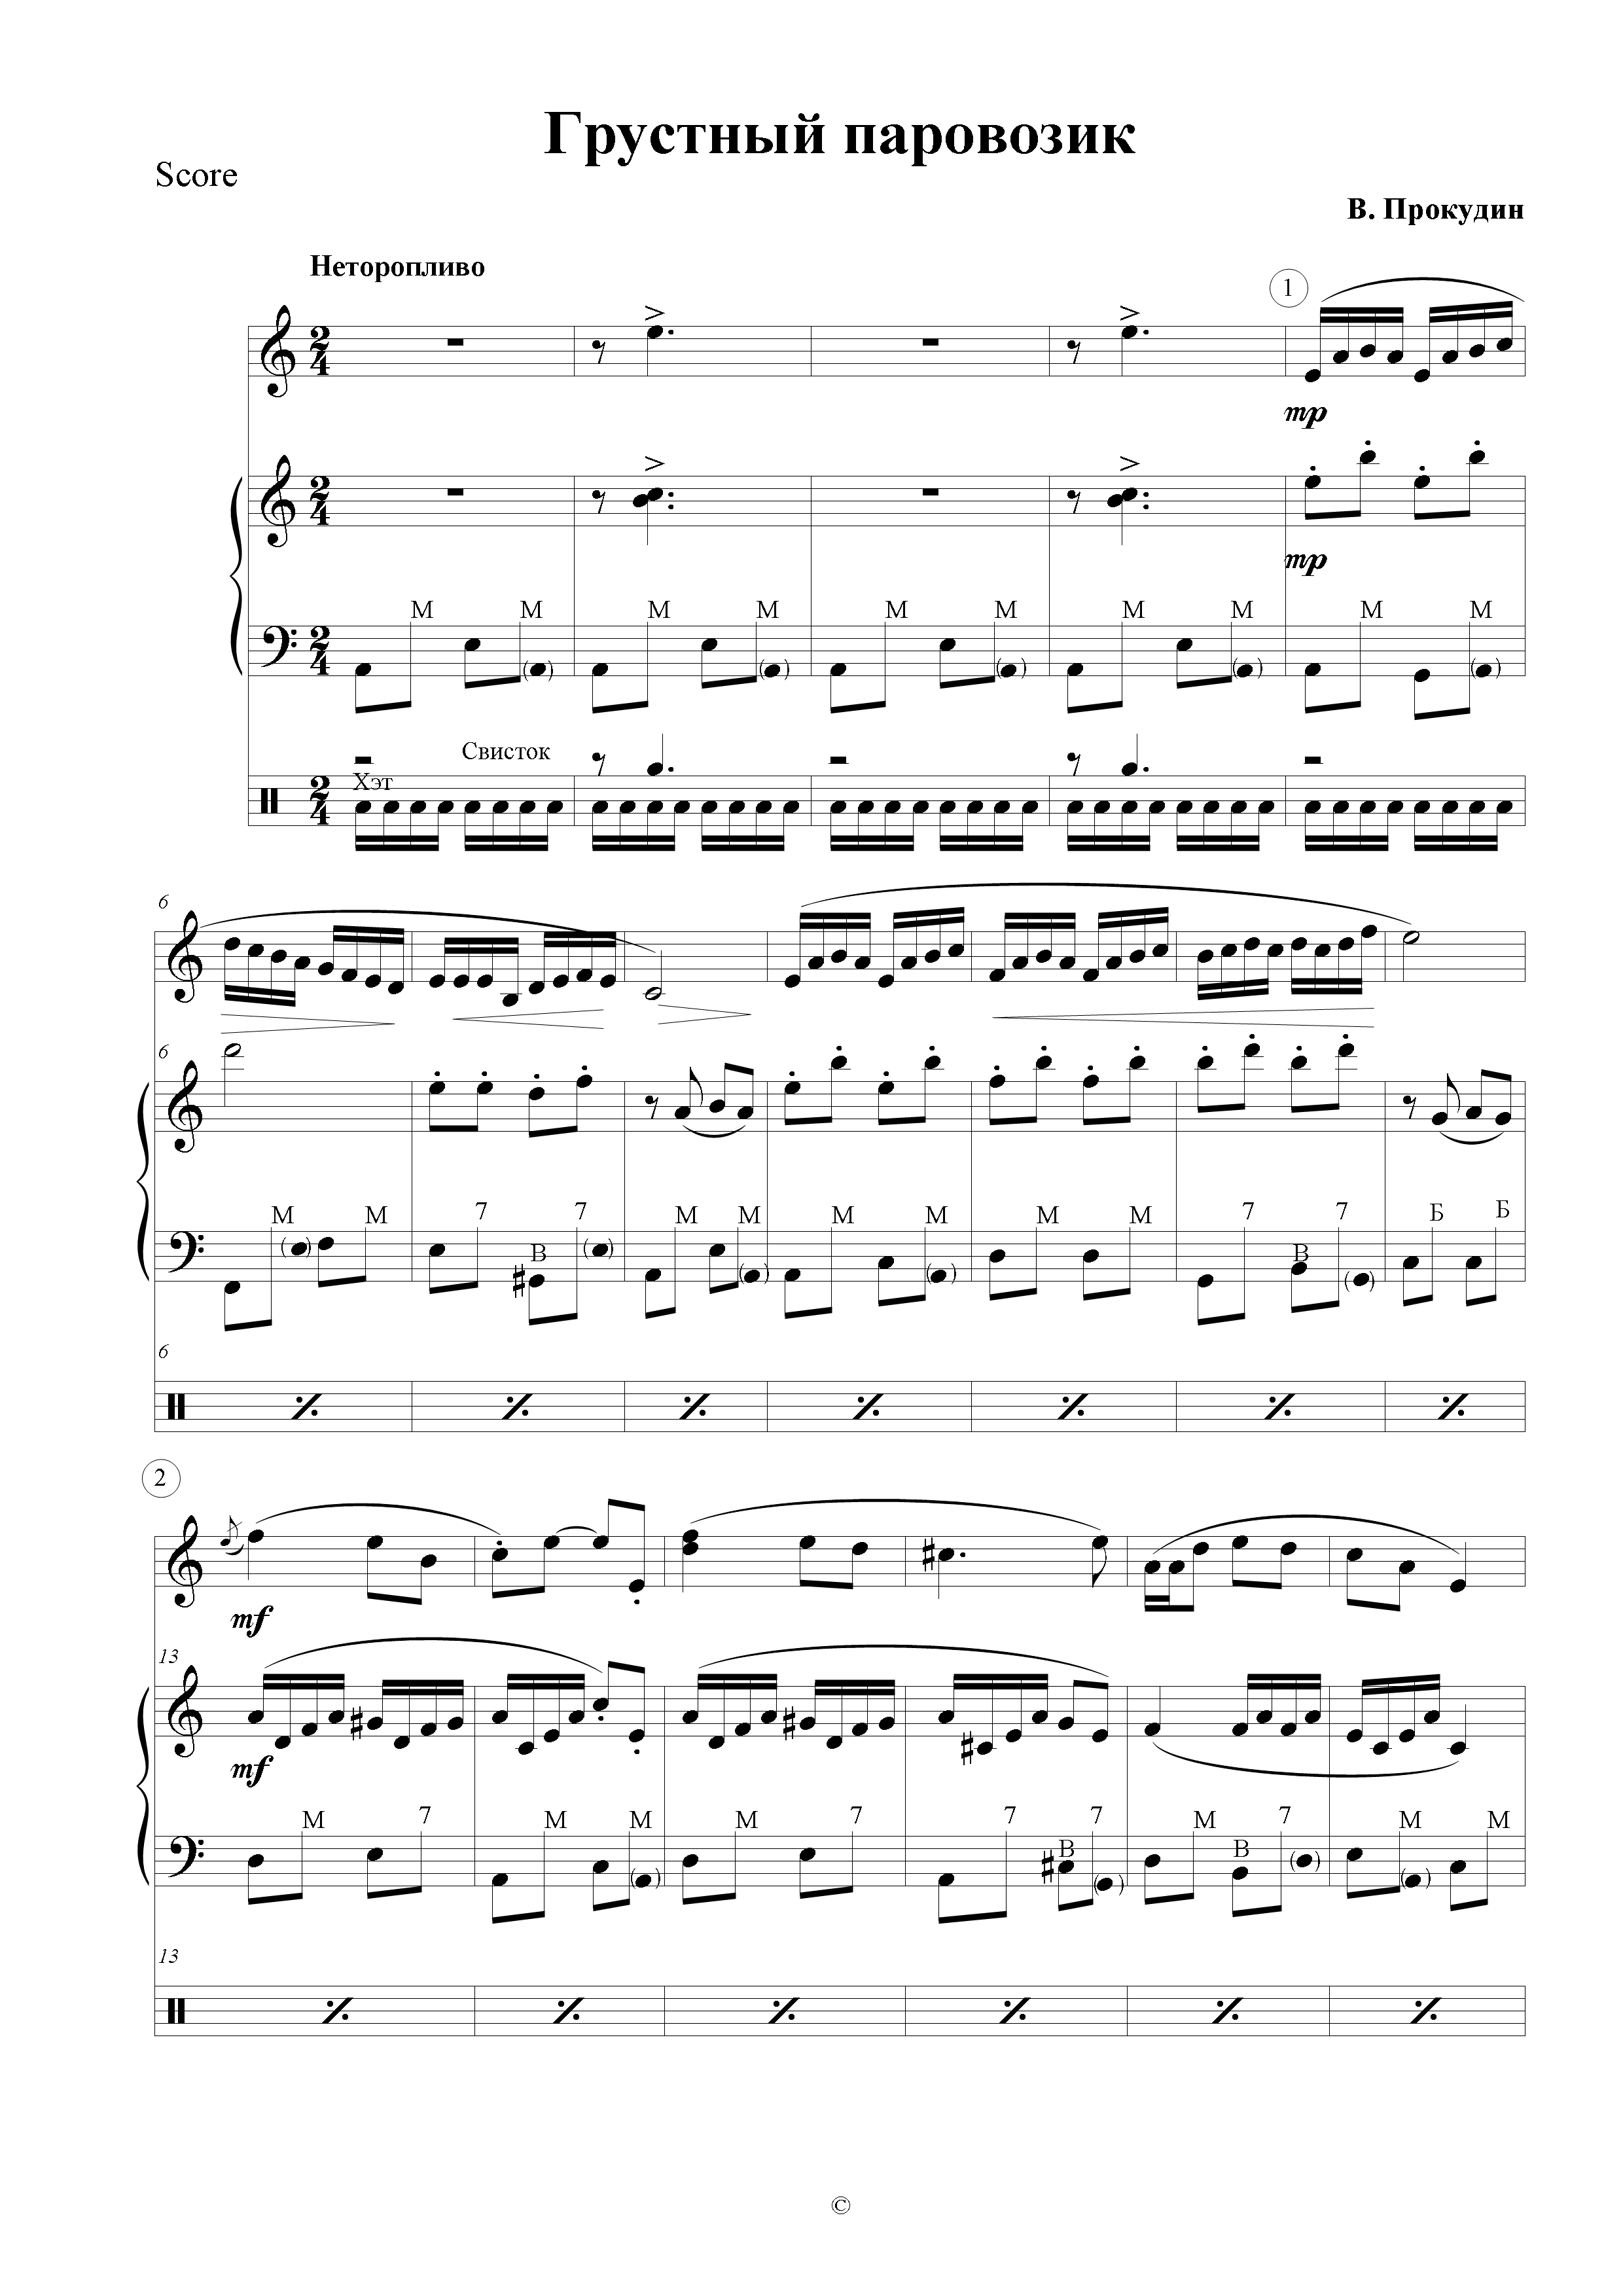 Грустный паровозик
Score
В. Прокудин
Неторопливо
1
mp
mp
М М М М М М М М М М
Свисток
Хэт
6
6
М М 7 В 7 М М М М М М 7 В 7 Б Б
6
2
mf
13
mf
М 7 М М М 7 7 В 7 М В 7 М М
13
©